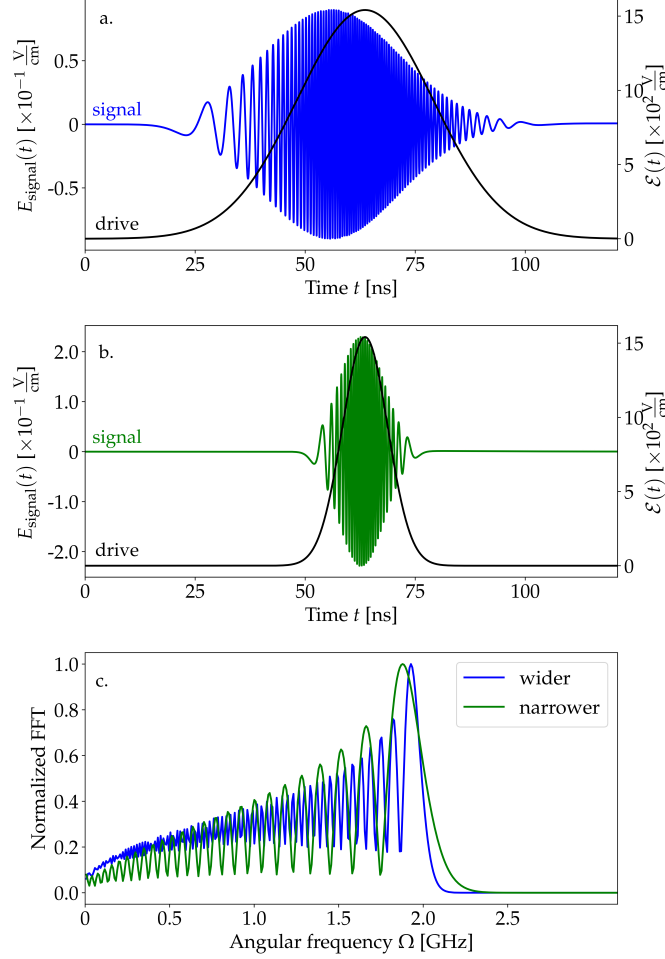 a.
0.5
0
-0.5
E_signal(t) [×10⁻¹ V/cm]
signal
drive
15
10
5
0
ℰ(t) [×10² V/cm]
0 25 50 75 100
Time t [ns]
b.
2.0
1.0
0
-1.0
-2.0
E_signal(t) [×10⁻¹ V/cm]
signal
drive
15
10
5
0
ℰ(t) [×10² V/cm]
0 25 50 75 100
Time t [ns]
c.
1.0
0.8
0.6
0.4
0.2
0.0
Normalized FFT
wider
narrower
0 0.5 1.0 1.5 2.0 2.5
Angular frequency Ω [GHz]